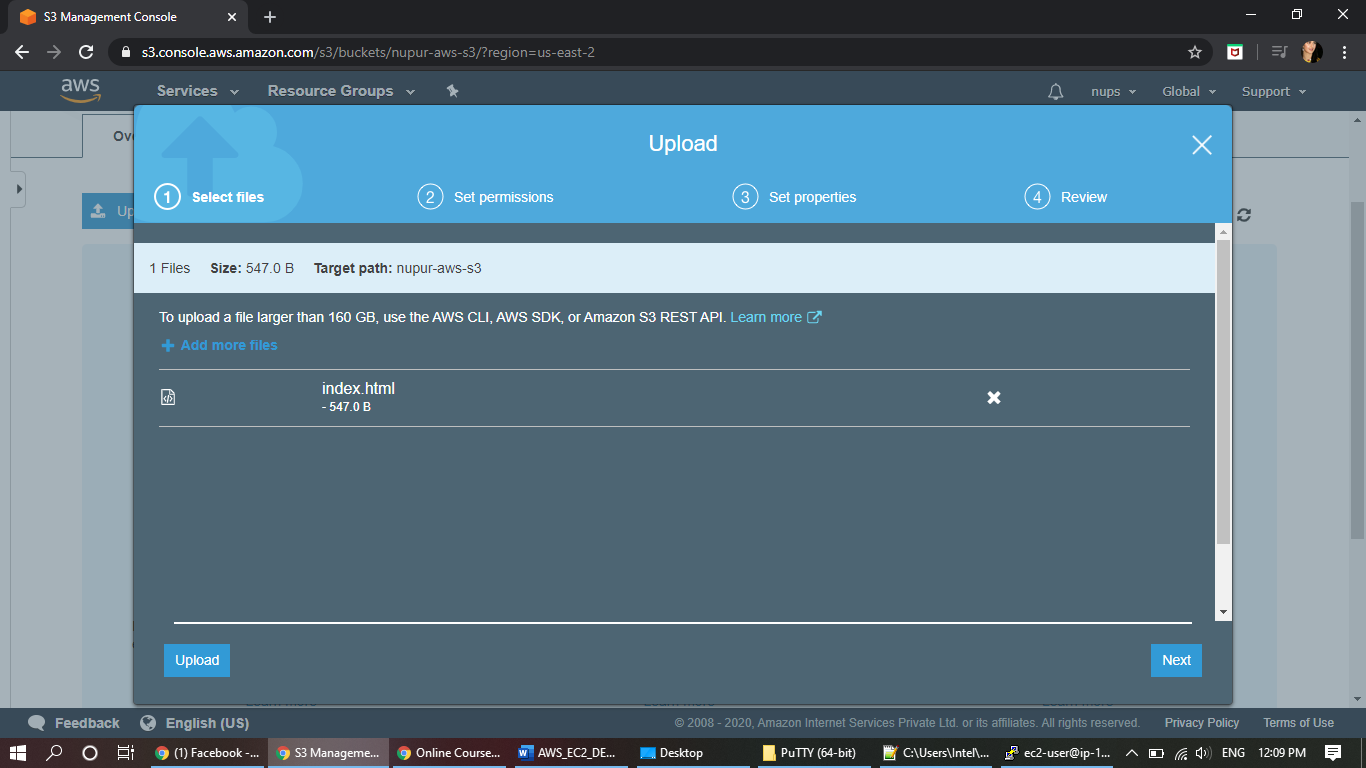 S3 Management Console
s3.console.aws.amazon.com/s3/buckets/nupur-aws-s3/?region=us-east-2
aws Services Resource Groups nups Global Support
Upload
1 Select files 2 Set permissions 3 Set properties 4 Review
1 Files Size: 547.0 B Target path: nupur-aws-s3
To upload a file larger than 160 GB, use the AWS CLI, AWS SDK, or Amazon S3 REST API. Learn more
Add more files
index.html
- 547.0 B
Upload Next
Feedback English (US) © 2008 - 2020, Amazon Internet Services Private Ltd. or its affiliates. All rights reserved. Privacy Policy Terms of Use
(1) Facebook -... S3 Manageme... Online Course... AWS_EC2_DE... Desktop PuTTY (64-bit) C:\Users\Intel\... ec2-user@ip-1... ENG 12:09 PM